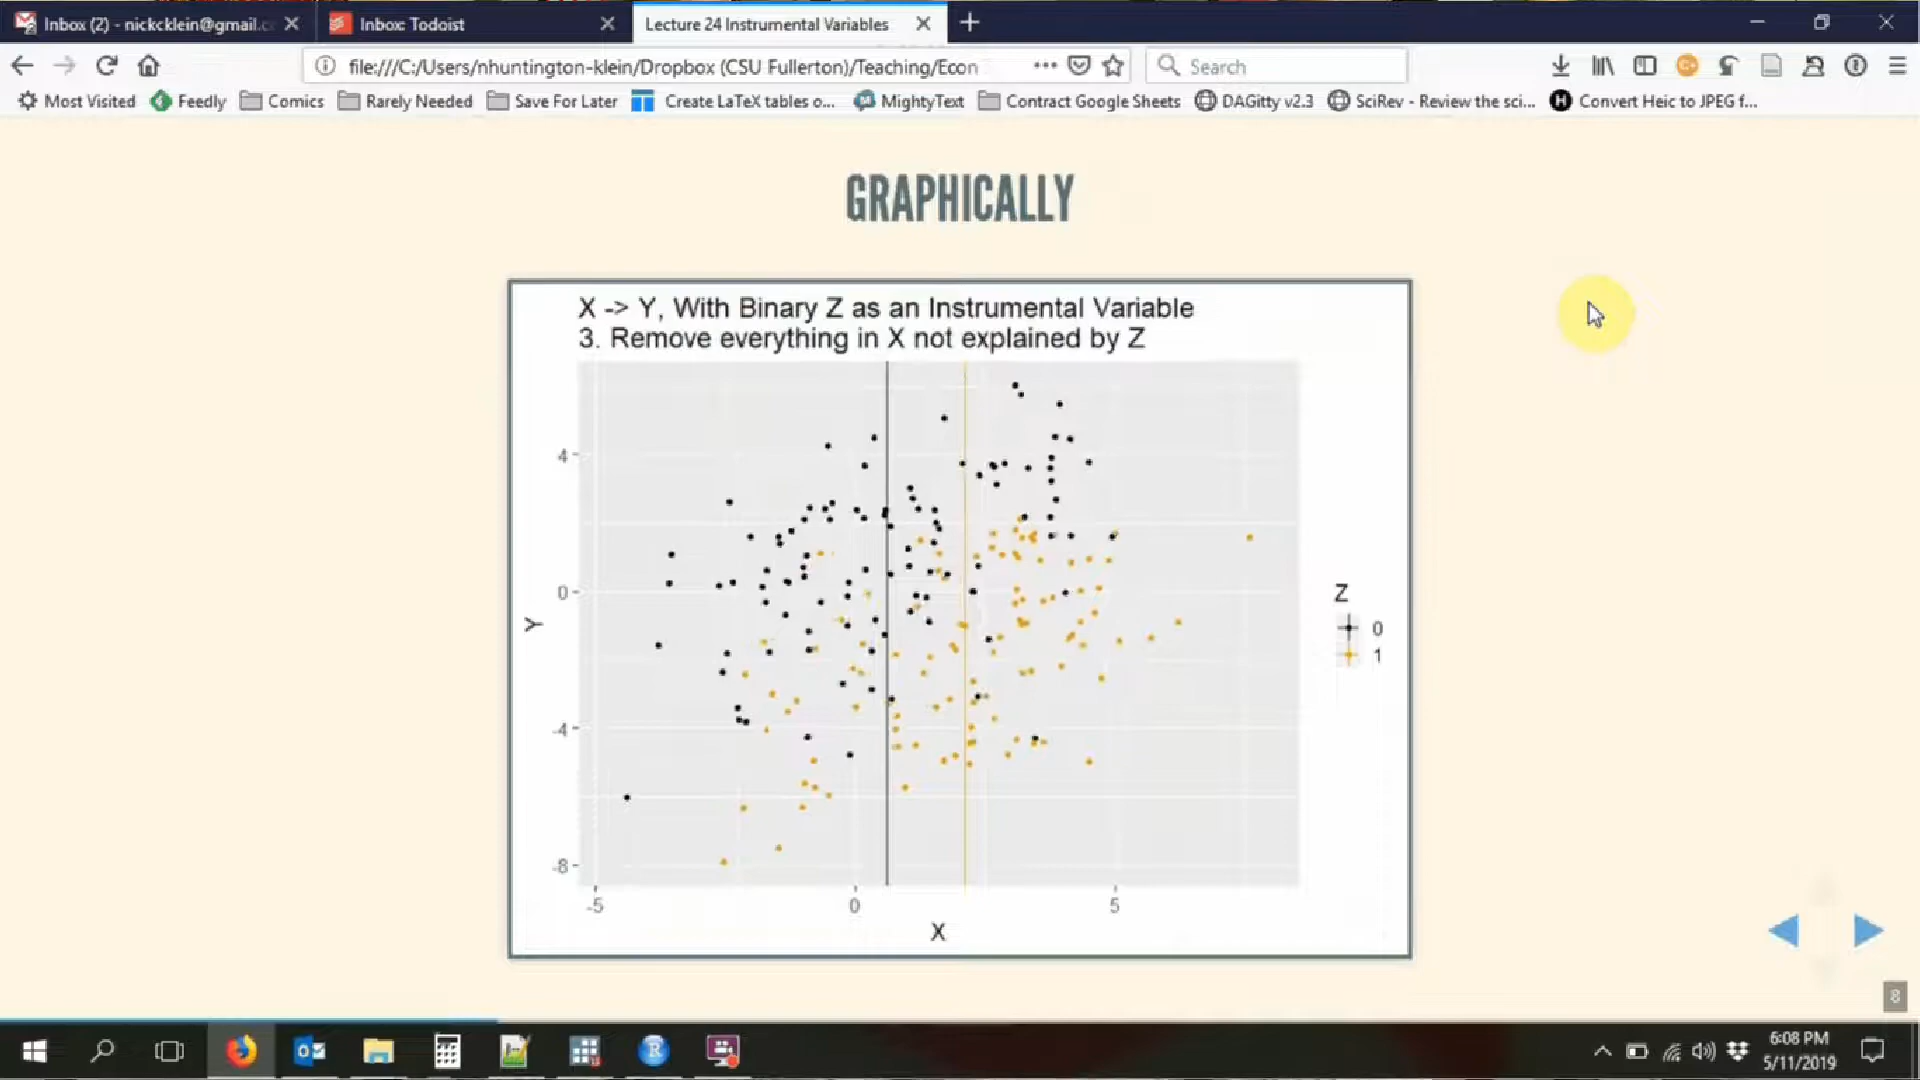 Inbox (2) - nickcklein@gmail.c
Inbox: Todoist
Lecture 24 Instrumental Variables
file:///C:/Users/nhuntington-klein/Dropbox (CSU Fullerton)/Teaching/Econ
Search
Most Visited
Feedly
Comics
Rarely Needed
Save For Later
Create LaTeX tables o...
MightyText
Contract Google Sheets
DAGitty v2.3
SciRev - Review the sci...
Convert Heic to JPEG f...
GRAPHICALLY
X -> Y, With Binary Z as an Instrumental Variable
3. Remove everything in X not explained by Z
4
0
-4
-8
Y
-5
0
5
X
Z
0
1
8
6:08 PM
5/11/2019